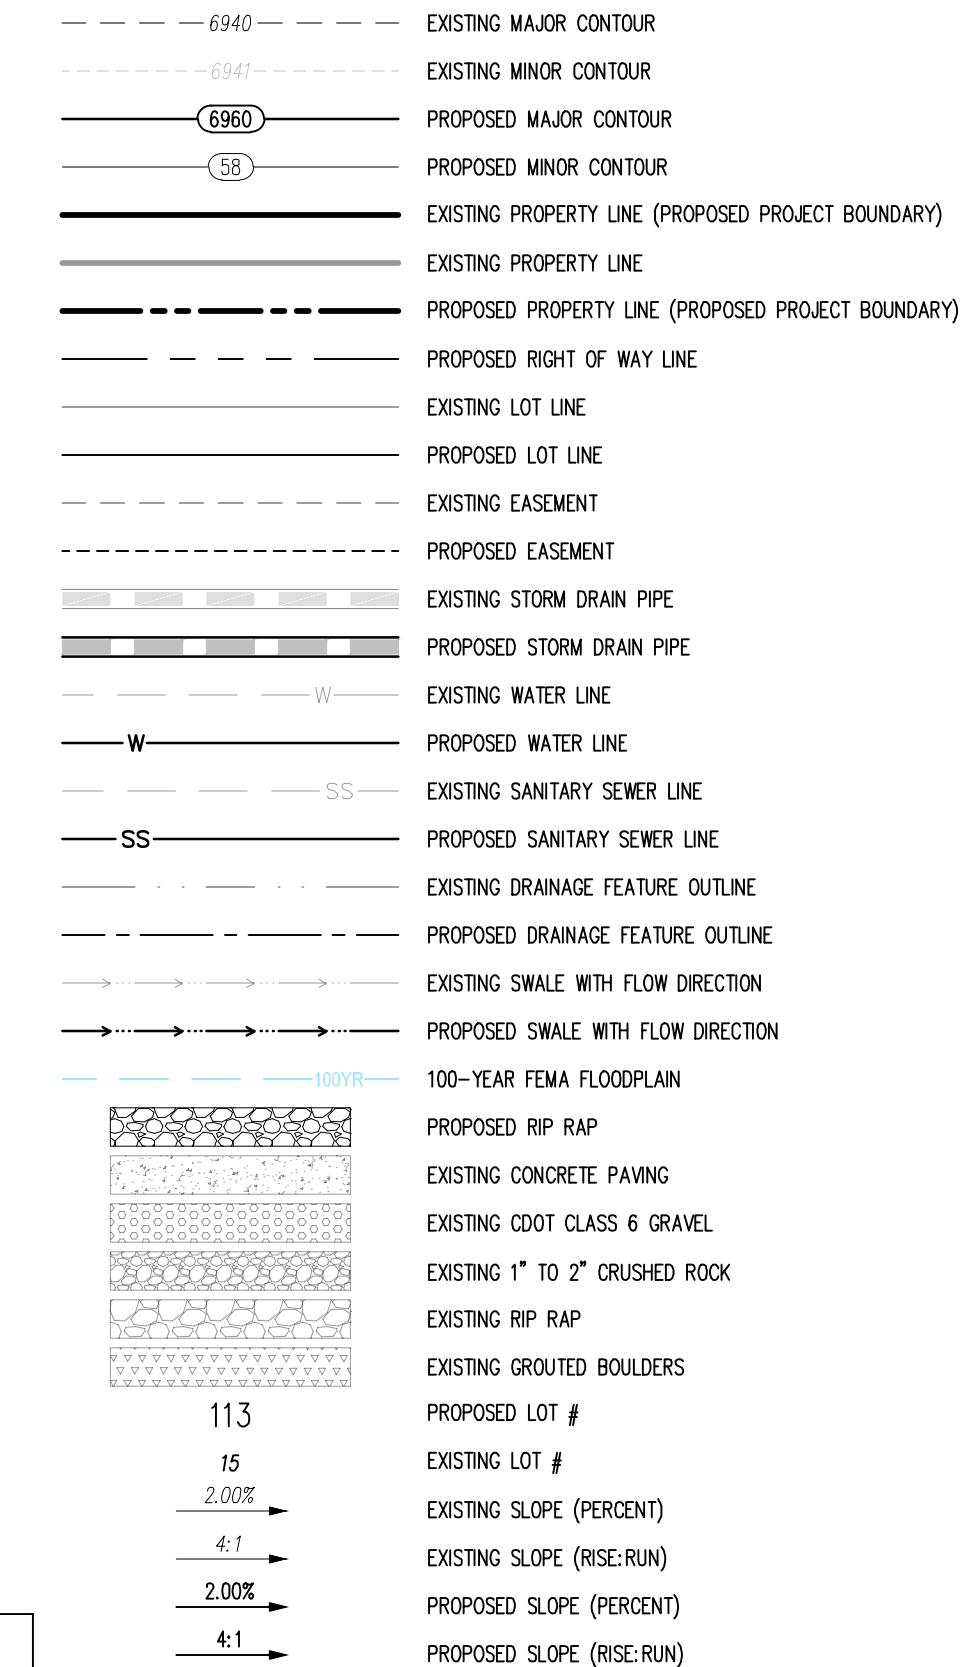 6940 EXISTING MAJOR CONTOUR
6941 EXISTING MINOR CONTOUR
6960 PROPOSED MAJOR CONTOUR
58 PROPOSED MINOR CONTOUR
EXISTING PROPERTY LINE (PROPOSED PROJECT BOUNDARY)
EXISTING PROPERTY LINE
PROPOSED PROPERTY LINE (PROPOSED PROJECT BOUNDARY)
PROPOSED RIGHT OF WAY LINE
EXISTING LOT LINE
PROPOSED LOT LINE
EXISTING EASEMENT
PROPOSED EASEMENT
EXISTING STORM DRAIN PIPE
PROPOSED STORM DRAIN PIPE
W EXISTING WATER LINE
W PROPOSED WATER LINE
SS EXISTING SANITARY SEWER LINE
SS PROPOSED SANITARY SEWER LINE
EXISTING DRAINAGE FEATURE OUTLINE
PROPOSED DRAINAGE FEATURE OUTLINE
EXISTING SWALE WITH FLOW DIRECTION
PROPOSED SWALE WITH FLOW DIRECTION
100YR 100-YEAR FEMA FLOODPLAIN
PROPOSED RIP RAP
EXISTING CONCRETE PAVING
EXISTING CDOT CLASS 6 GRAVEL
EXISTING 1" TO 2" CRUSHED ROCK
EXISTING RIP RAP
EXISTING GROUTED BOULDERS
113 PROPOSED LOT #
15 EXISTING LOT #
2.00% EXISTING SLOPE (PERCENT)
4:1 EXISTING SLOPE (RISE:RUN)
2.00% PROPOSED SLOPE (PERCENT)
4:1 PROPOSED SLOPE (RISE:RUN)